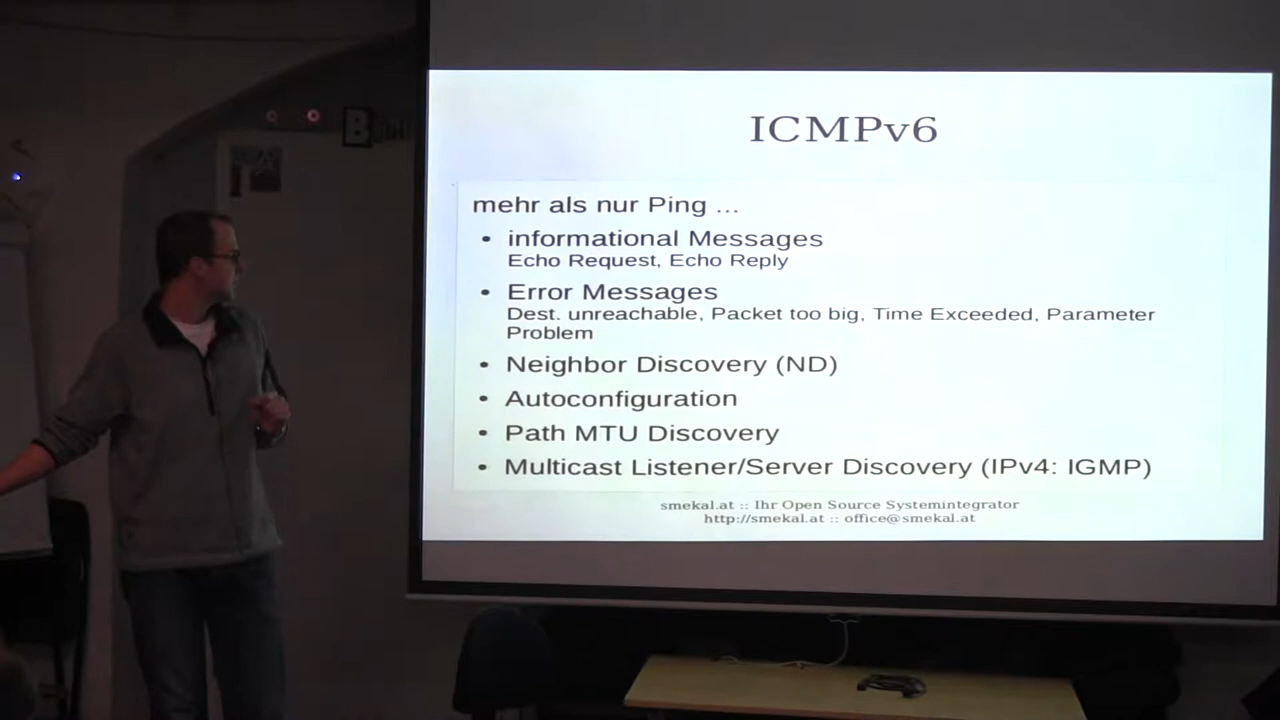 ICMPv6
mehr als nur Ping ...
• informational Messages
Echo Request, Echo Reply
• Error Messages
Dest. unreachable, Packet too big, Time Exceeded, Parameter
Problem
• Neighbor Discovery (ND)
• Autoconfiguration
• Path MTU Discovery
• Multicast Listener/Server Discovery (IPv4: IGMP)
smekal.at :: Ihr Open Source Systemintegrator
http://smekal.at :: office@smekal.at